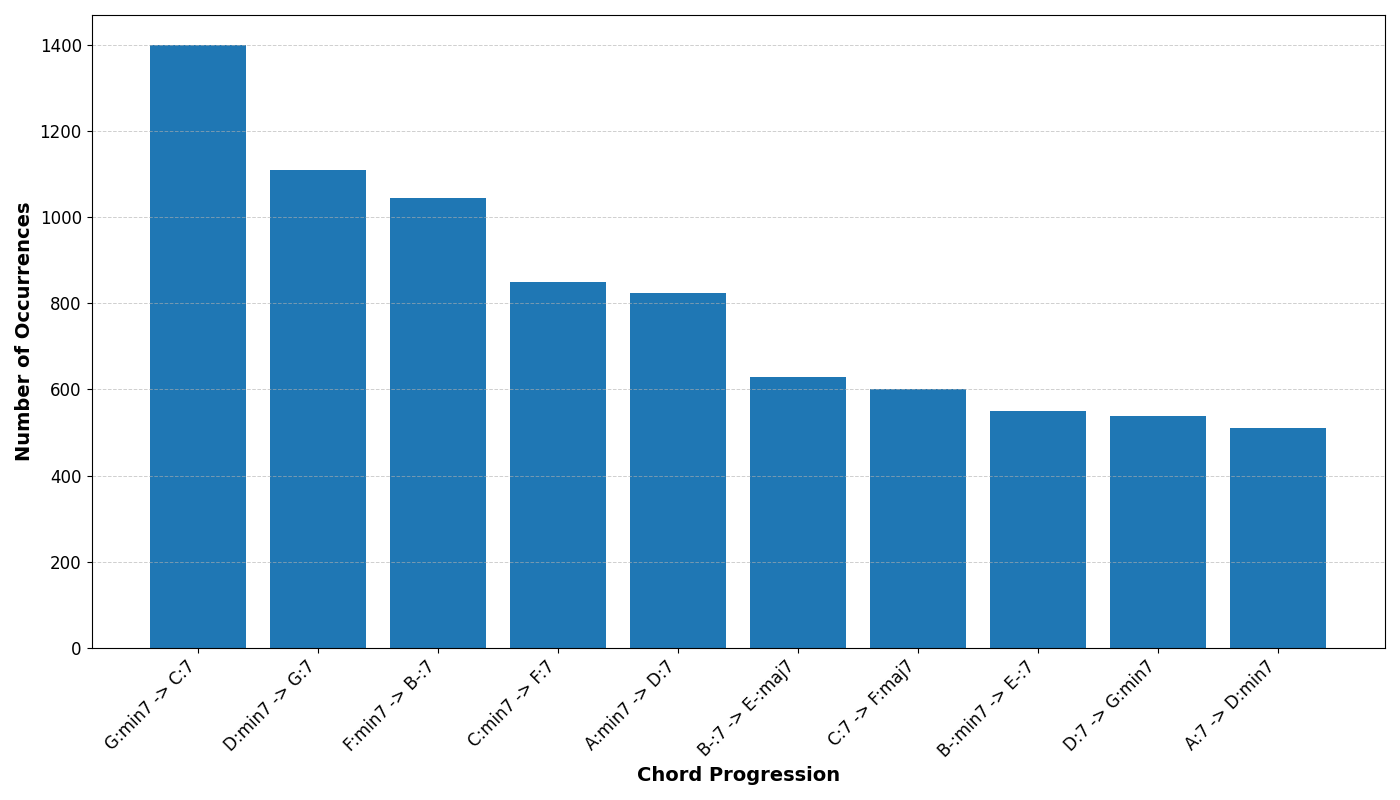 1400
1200
1000
800
600
400
200
0
Number of Occurrences
G:min7 -> C:7
D:min7 -> G:7
F:min7 -> B-:7
C:min7 -> F:7
A:min7 -> D:7
B-:7 -> E-:maj7
C:7 -> F:maj7
B-:min7 -> E-:7
D:7 -> G:min7
A:7 -> D:min7
Chord Progression